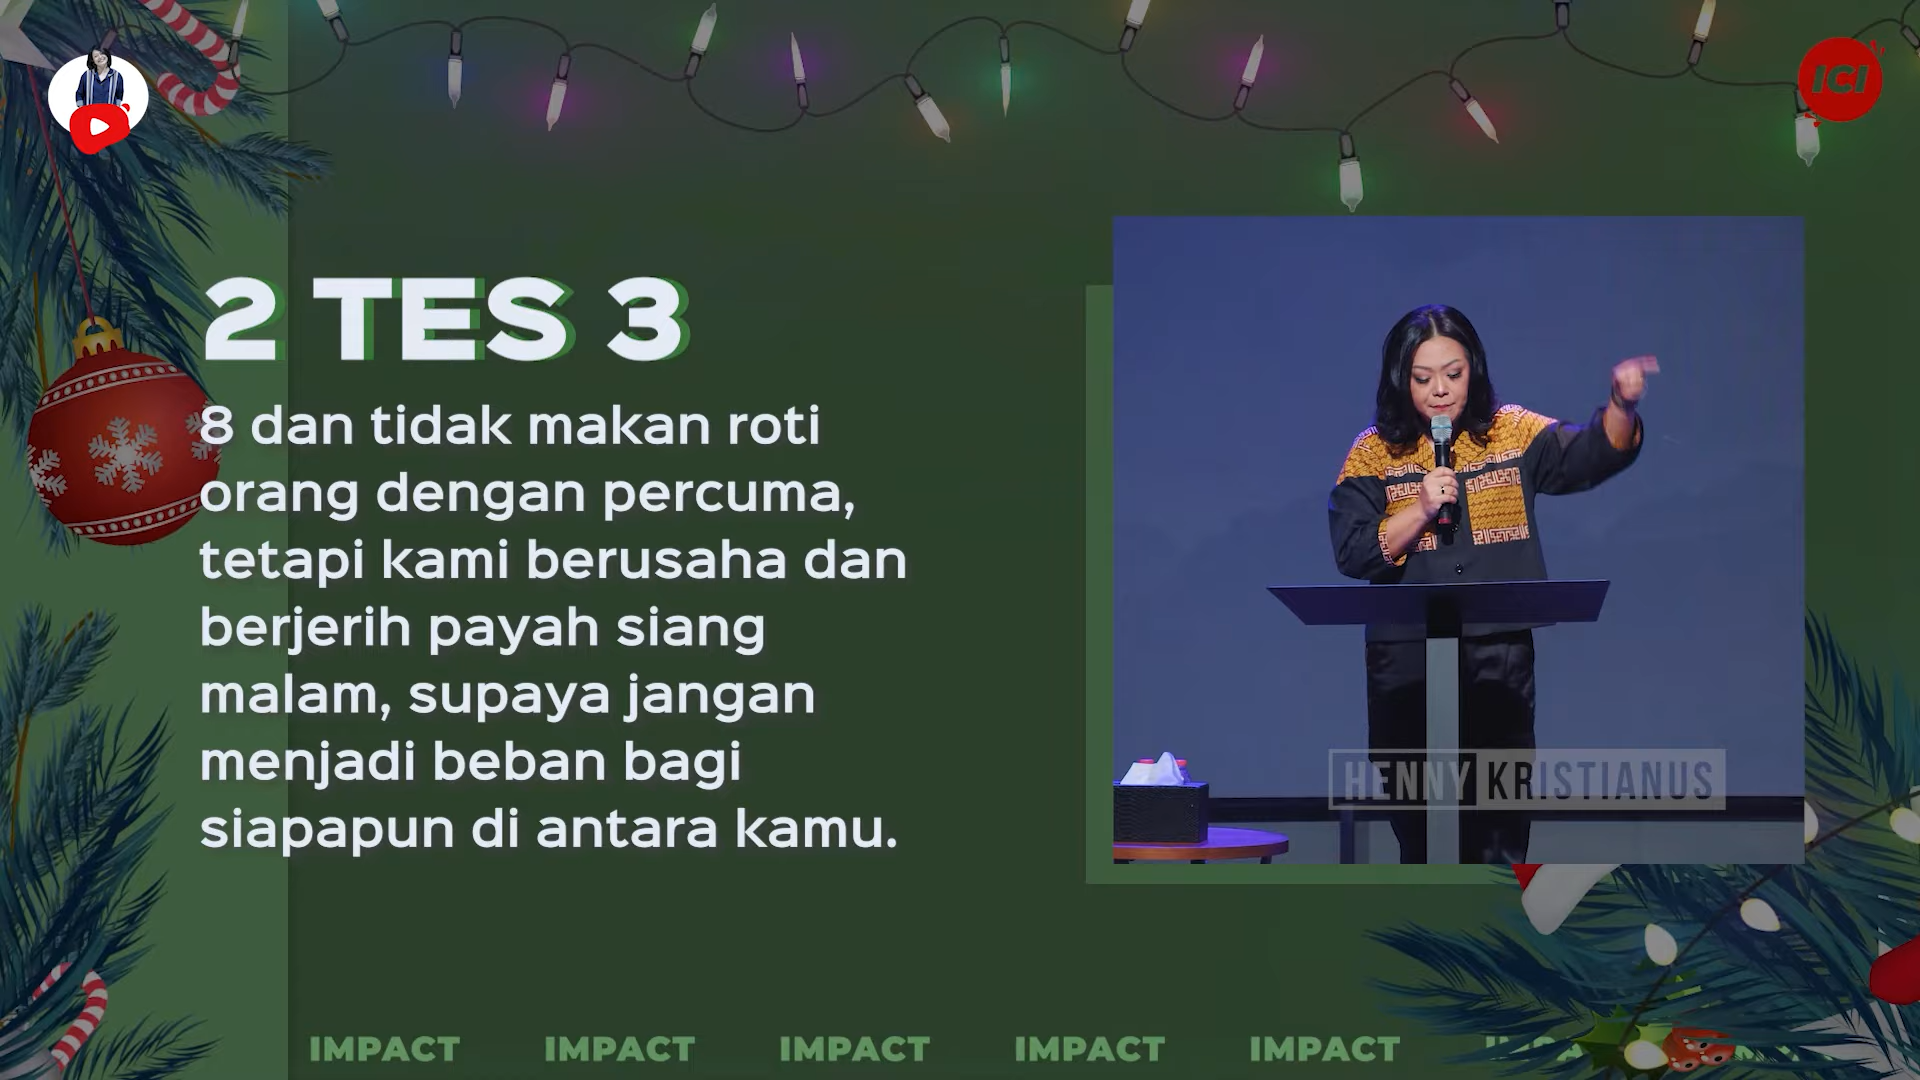 ICI
2 TES 3
8 dan tidak makan roti
orang dengan percuma,
tetapi kami berusaha dan
berjerih payah siang
malam, supaya jangan
menjadi beban bagi
siapapun di antara kamu.
HENNY KRISTIANUS
IMPACT IMPACT IMPACT IMPACT IMPACT